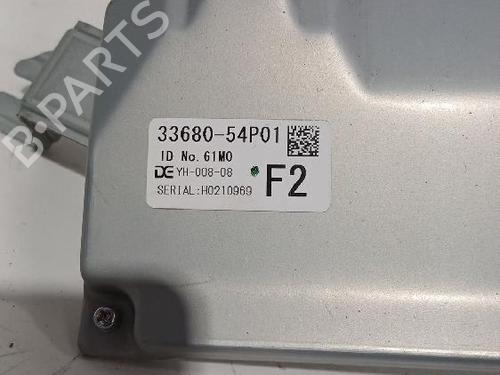 33680-54P01
ID No. 61M0
DE YH-008-08
F2
SERIAL:H0210969
B-PARTS